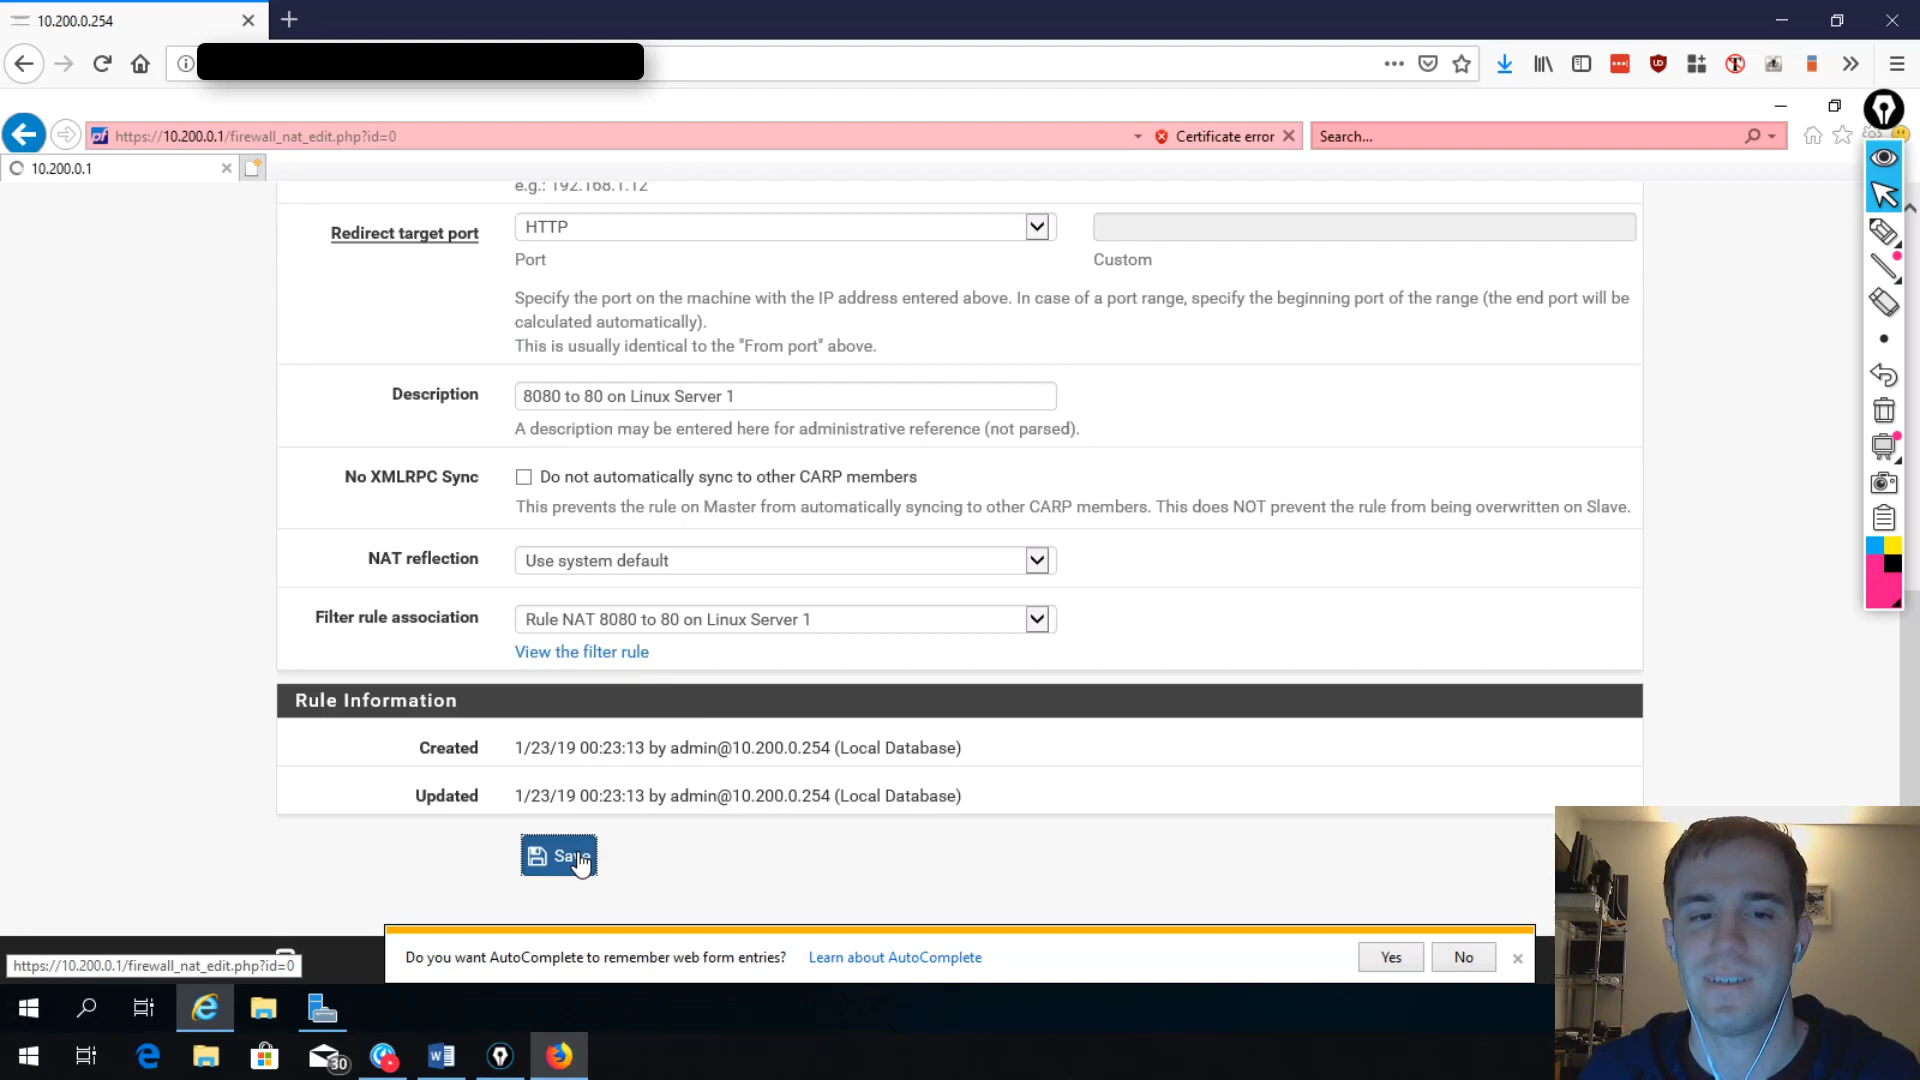 10.200.0.254
https://10.200.0.1/firewall_nat_edit.php?id=0
Certificate error
Search...
10.200.0.1
e.g.: 192.168.1.12
Redirect target port
HTTP
Port
Custom
Specify the port on the machine with the IP address entered above. In case of a port range, specify the beginning port of the range (the end port will be
calculated automatically).
This is usually identical to the "From port" above.
Description
8080 to 80 on Linux Server 1
A description may be entered here for administrative reference (not parsed).
No XMLRPC Sync
Do not automatically sync to other CARP members
This prevents the rule on Master from automatically syncing to other CARP members. This does NOT prevent the rule from being overwritten on Slave.
NAT reflection
Use system default
Filter rule association
Rule NAT 8080 to 80 on Linux Server 1
View the filter rule
Rule Information
Created
1/23/19 00:23:13 by admin@10.200.0.254 (Local Database)
Updated
1/23/19 00:23:13 by admin@10.200.0.254 (Local Database)
Save
Do you want AutoComplete to remember web form entries?
Learn about AutoComplete
Yes
No
https://10.200.0.1/firewall_nat_edit.php?id=0
30